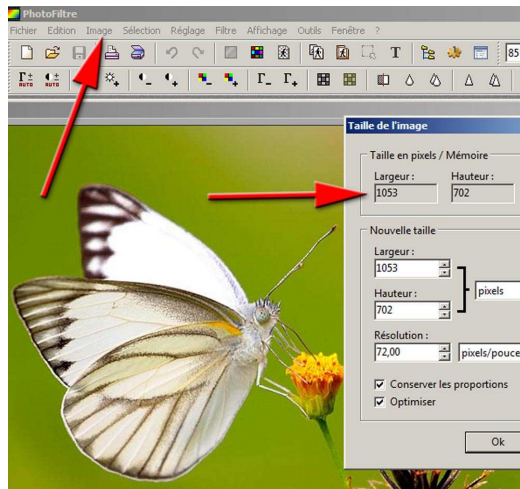 PhotoFiltre
Fichier Edition Image Sélection Réglage Filtre Affichage Outils Fenêtre ?
T
85
AUTO AUTO
Taille de l'image
Taille en pixels / Mémoire
Largeur : Hauteur :
1053 702
Nouvelle taille
Largeur :
1053
pixels
Hauteur :
702
Résolution :
72,00 pixels/pouce
Conserver les proportions
Optimiser
Ok